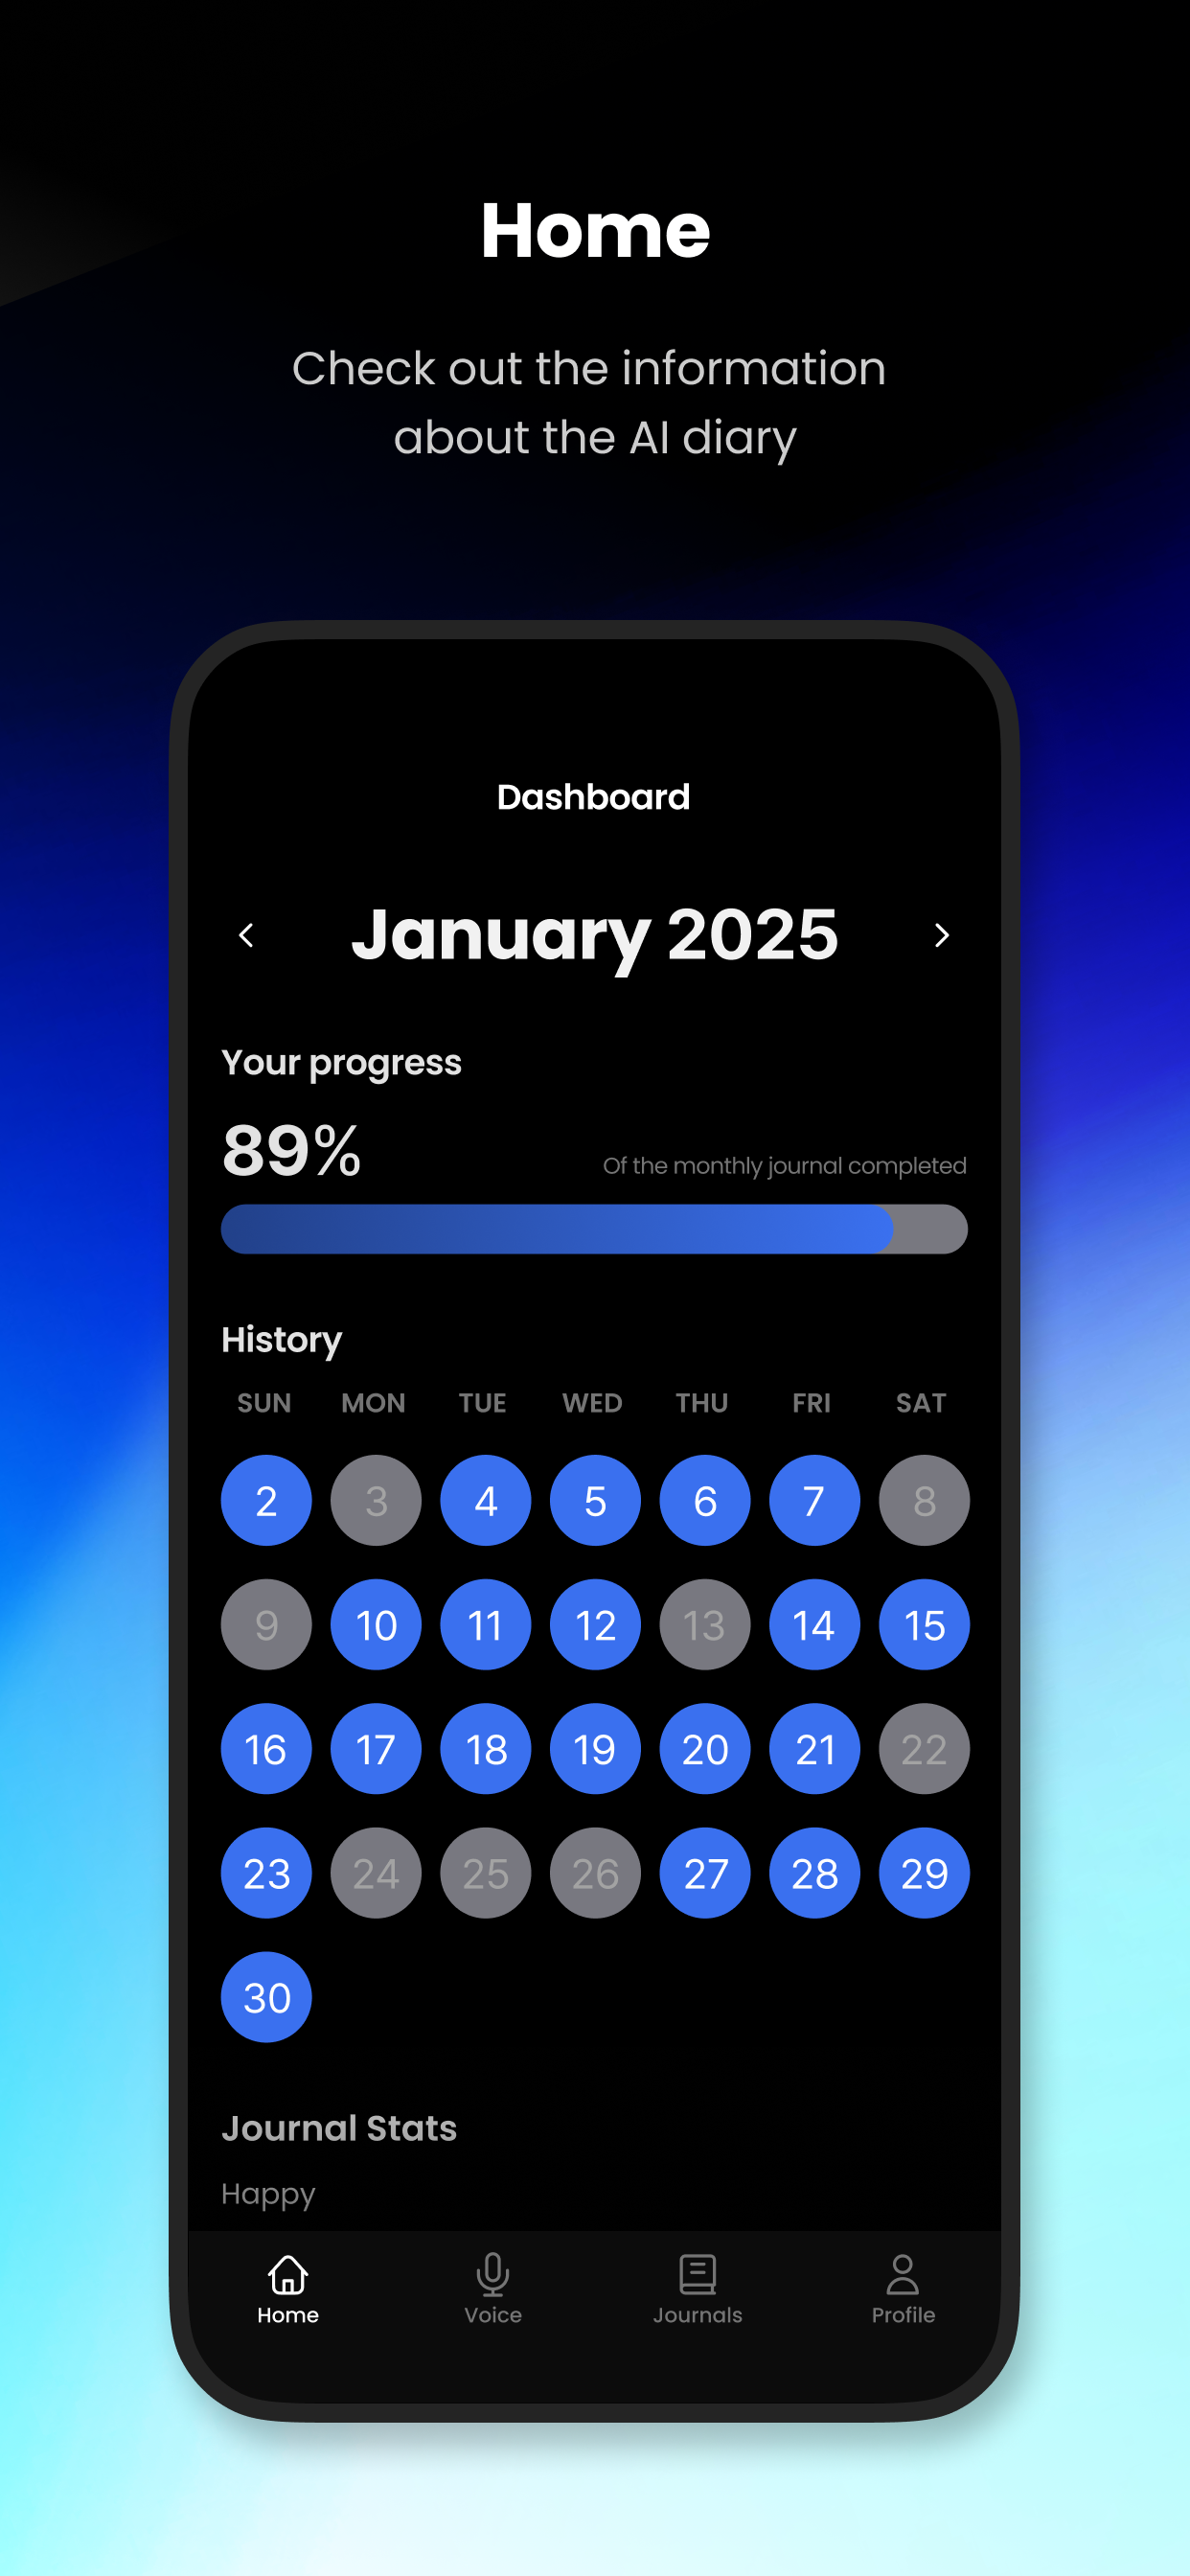 Home
Check out the information
about the AI diary
Dashboard
January 2025
Your progress
89%
Of the monthly journal completed
History
SUN MON TUE WED THU FRI SAT
2 3 4 5 6 7 8
9 10 11 12 13 14 15
16 17 18 19 20 21 22
23 24 25 26 27 28 29
30
Journal Stats
Happy
Home Voice Journals Profile